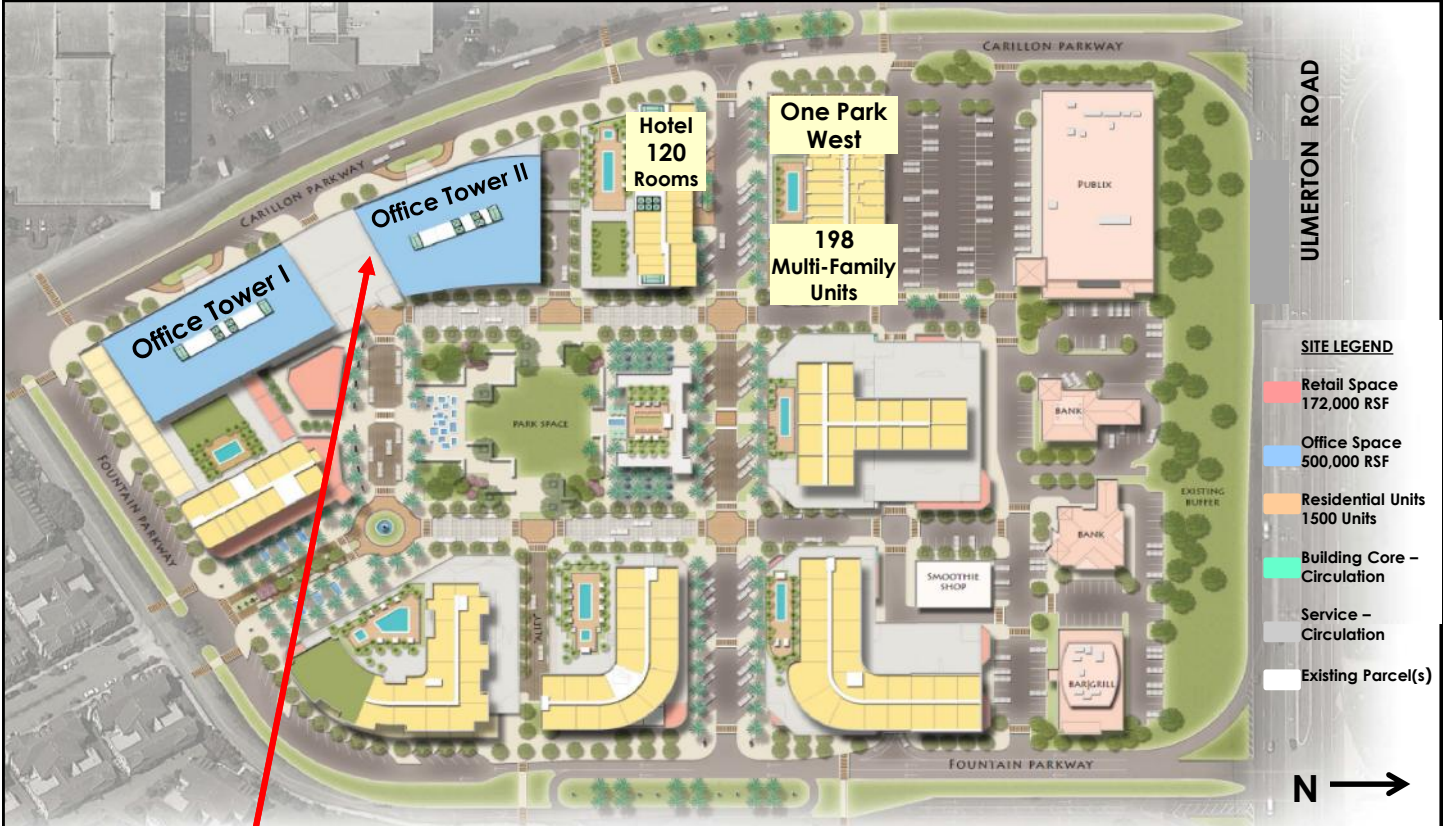 CARILLON PARKWAY
ULMERTON ROAD
Hotel
120
Rooms
One Park
West
198
Multi-Family
Units
PUBLIX
CARILLON PARKWAY
Office Tower II
Office Tower I
PARK SPACE
BANK
BANK
EXISTING
BUFFER
SMOOTHIE
SHOP
BAR/GRILL
ALLEY
FOUNTAIN PARKWAY
FOUNTAIN PARKWAY
SITE LEGEND
Retail Space
172,000 RSF
Office Space
500,000 RSF
Residential Units
1500 Units
Building Core –
Circulation
Service –
Circulation
Existing Parcel(s)
N